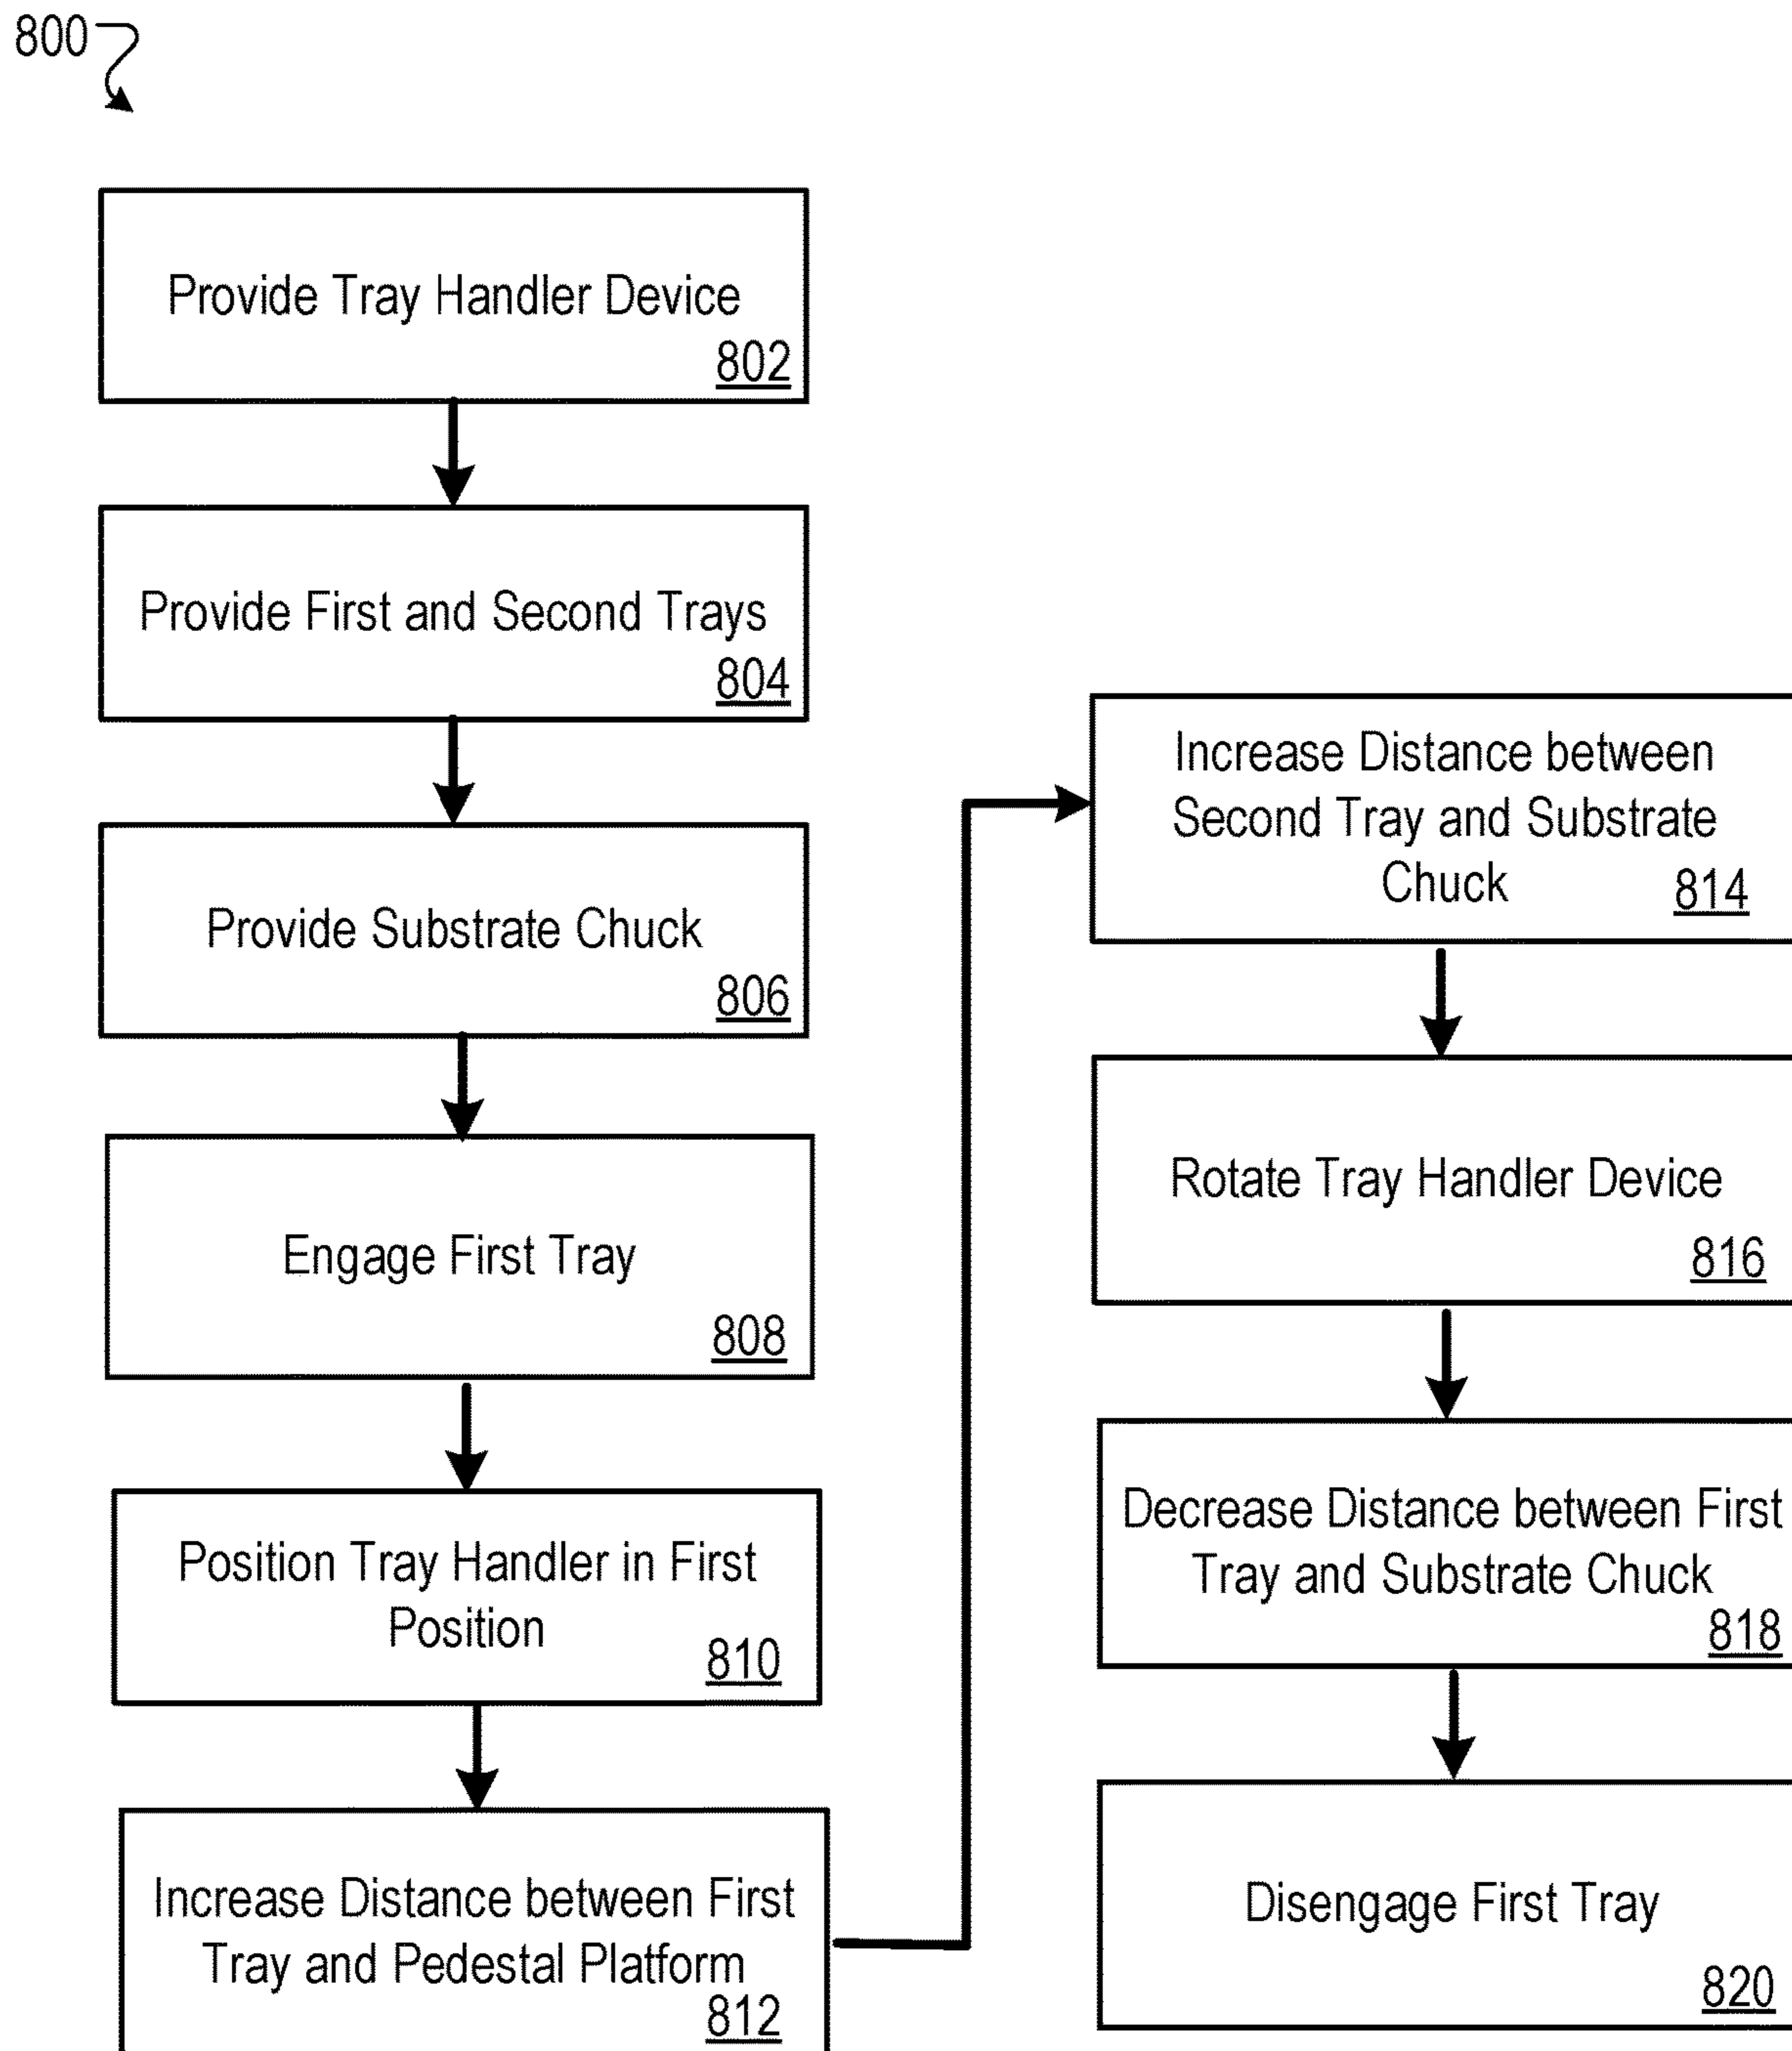 800
Provide Tray Handler Device
802
Provide First and Second Trays
804
Provide Substrate Chuck
806
Engage First Tray
808
Position Tray Handler in First
Position
810
Increase Distance between First
Tray and Pedestal Platform
812
Increase Distance between
Second Tray and Substrate
Chuck
814
Rotate Tray Handler Device
816
Decrease Distance between First
Tray and Substrate Chuck
818
Disengage First Tray
820